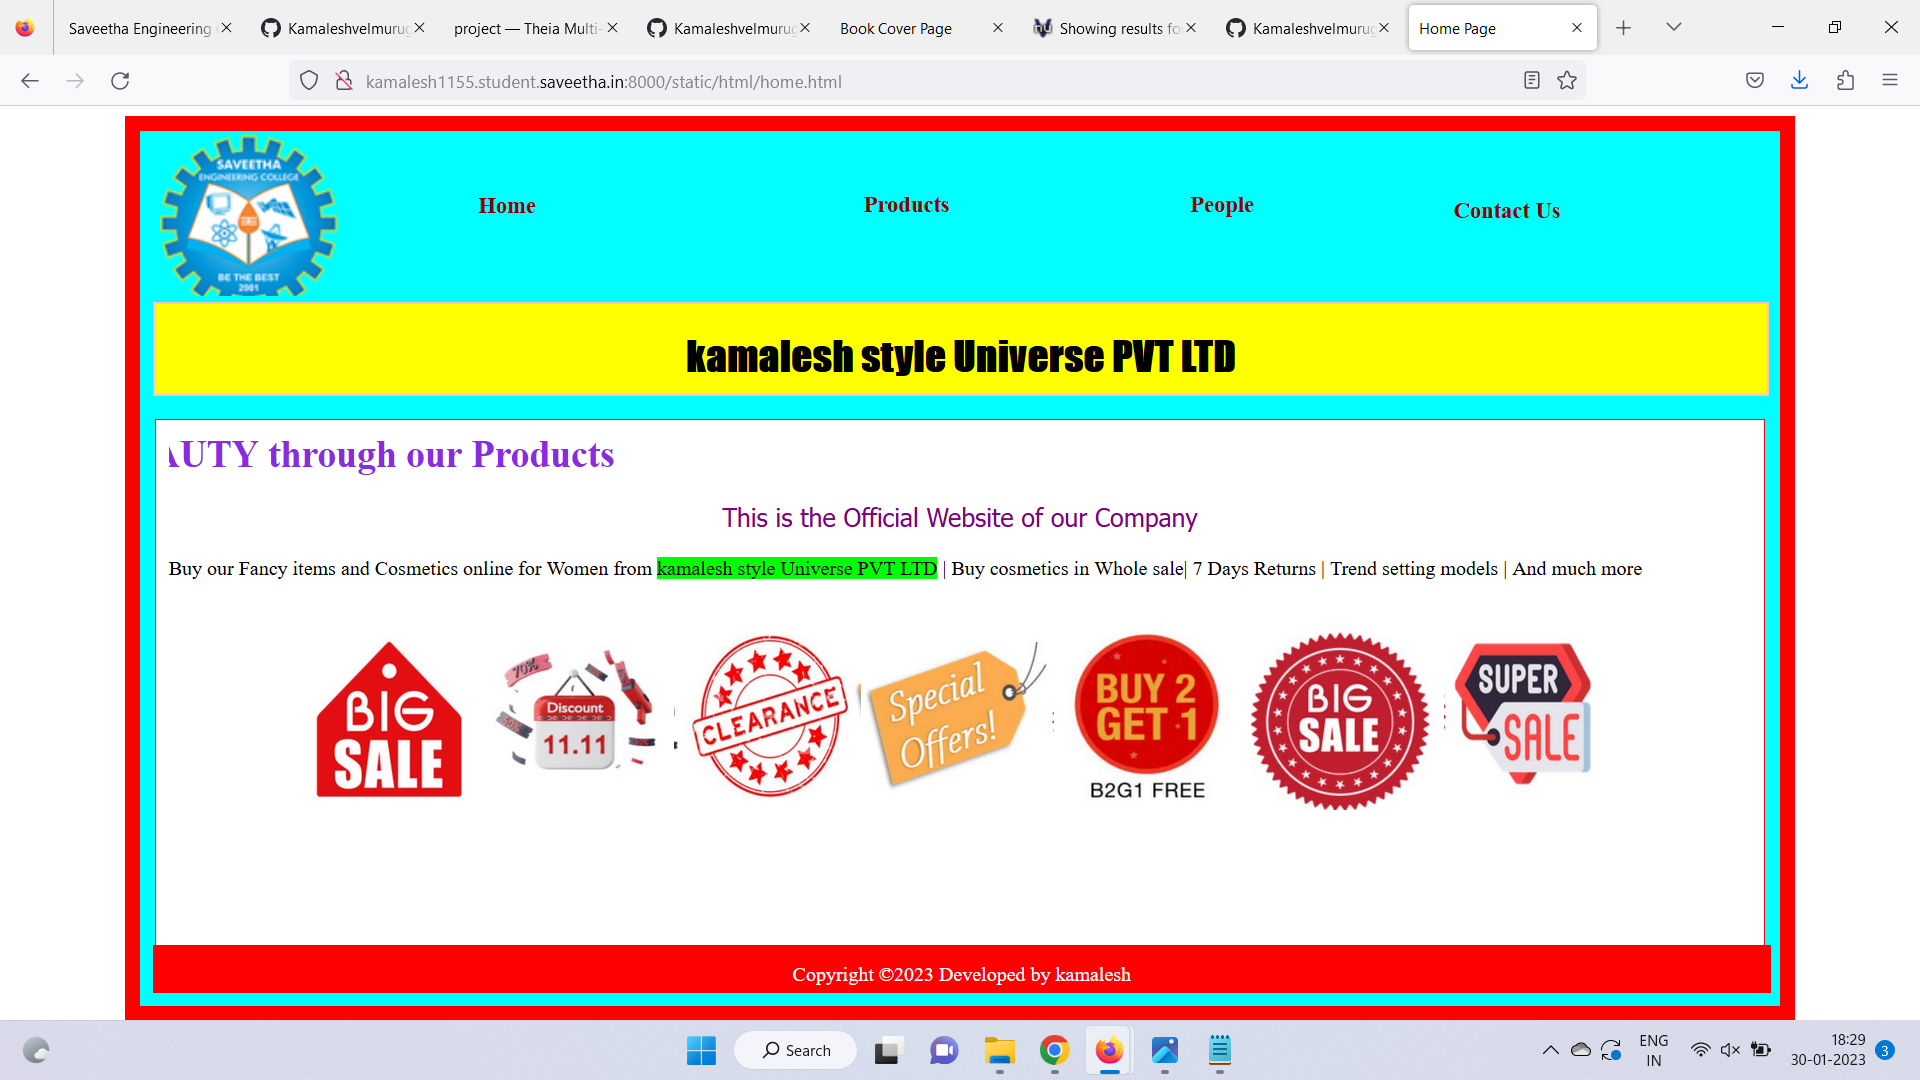 Saveetha Engineering
Kamaleshvelmurug
project — Theia Multi-
Kamaleshvelmurug
Book Cover Page
Showing results fo
Kamaleshvelmurug
Home Page
kamalesh1155.student.saveetha.in:8000/static/html/home.html
SAVEETHA
ENGINEERING COLLEGE
BE THE BEST
2001
Home
Products
People
Contact Us
kamalesh style Universe PVT LTD
AUTY through our Products
This is the Official Website of our Company
Buy our Fancy items and Cosmetics online for Women from kamalesh style Universe PVT LTD | Buy cosmetics in Whole sale| 7 Days Returns | Trend setting models | And much more
BIG
SALE
70%
50%
Discount
11.11
CLEARANCE
Special
Offers!
BUY 2
GET 1
B2G1 FREE
BIG
SALE
SUPER
SALE
Copyright ©2023 Developed by kamalesh
Search
ENG
IN
18:29
30-01-2023
3